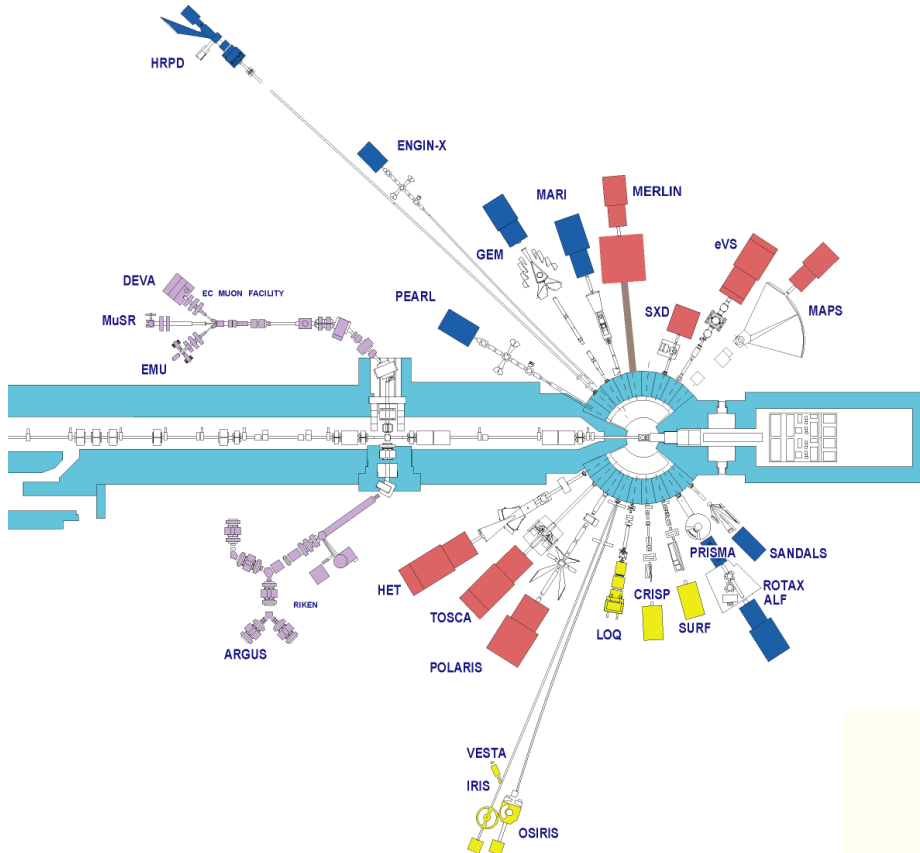 HRPD
ENGIN-X
MARI
MERLIN
GEM
eVS
DEVA
EC MUON FACILITY
PEARL
MuSR
SXD
MAPS
EMU
PRISMA
SANDALS
HET
CRISP
ROTAX
TOSCA
ALF
RIKEN
LOQ
SURF
ARGUS
POLARIS
VESTA
IRIS
OSIRIS